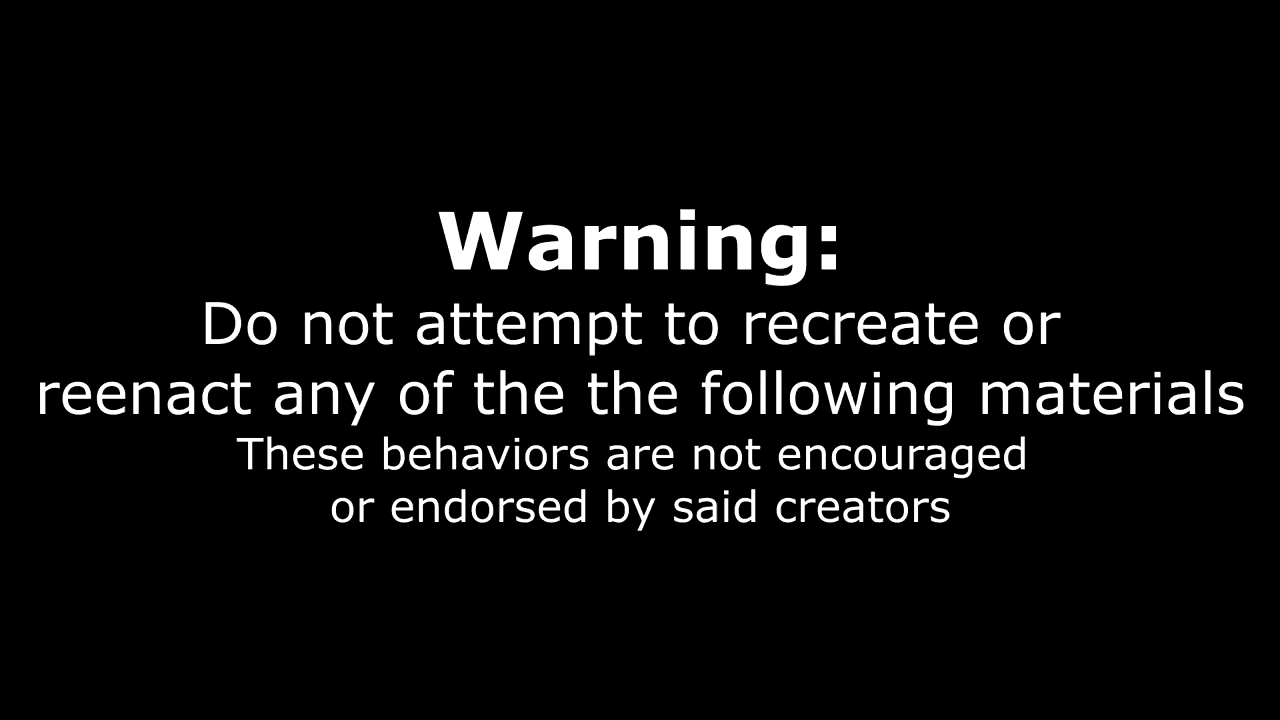 Warning:
Do not attempt to recreate or
reenact any of the the following materials
These behaviors are not encouraged
or endorsed by said creators